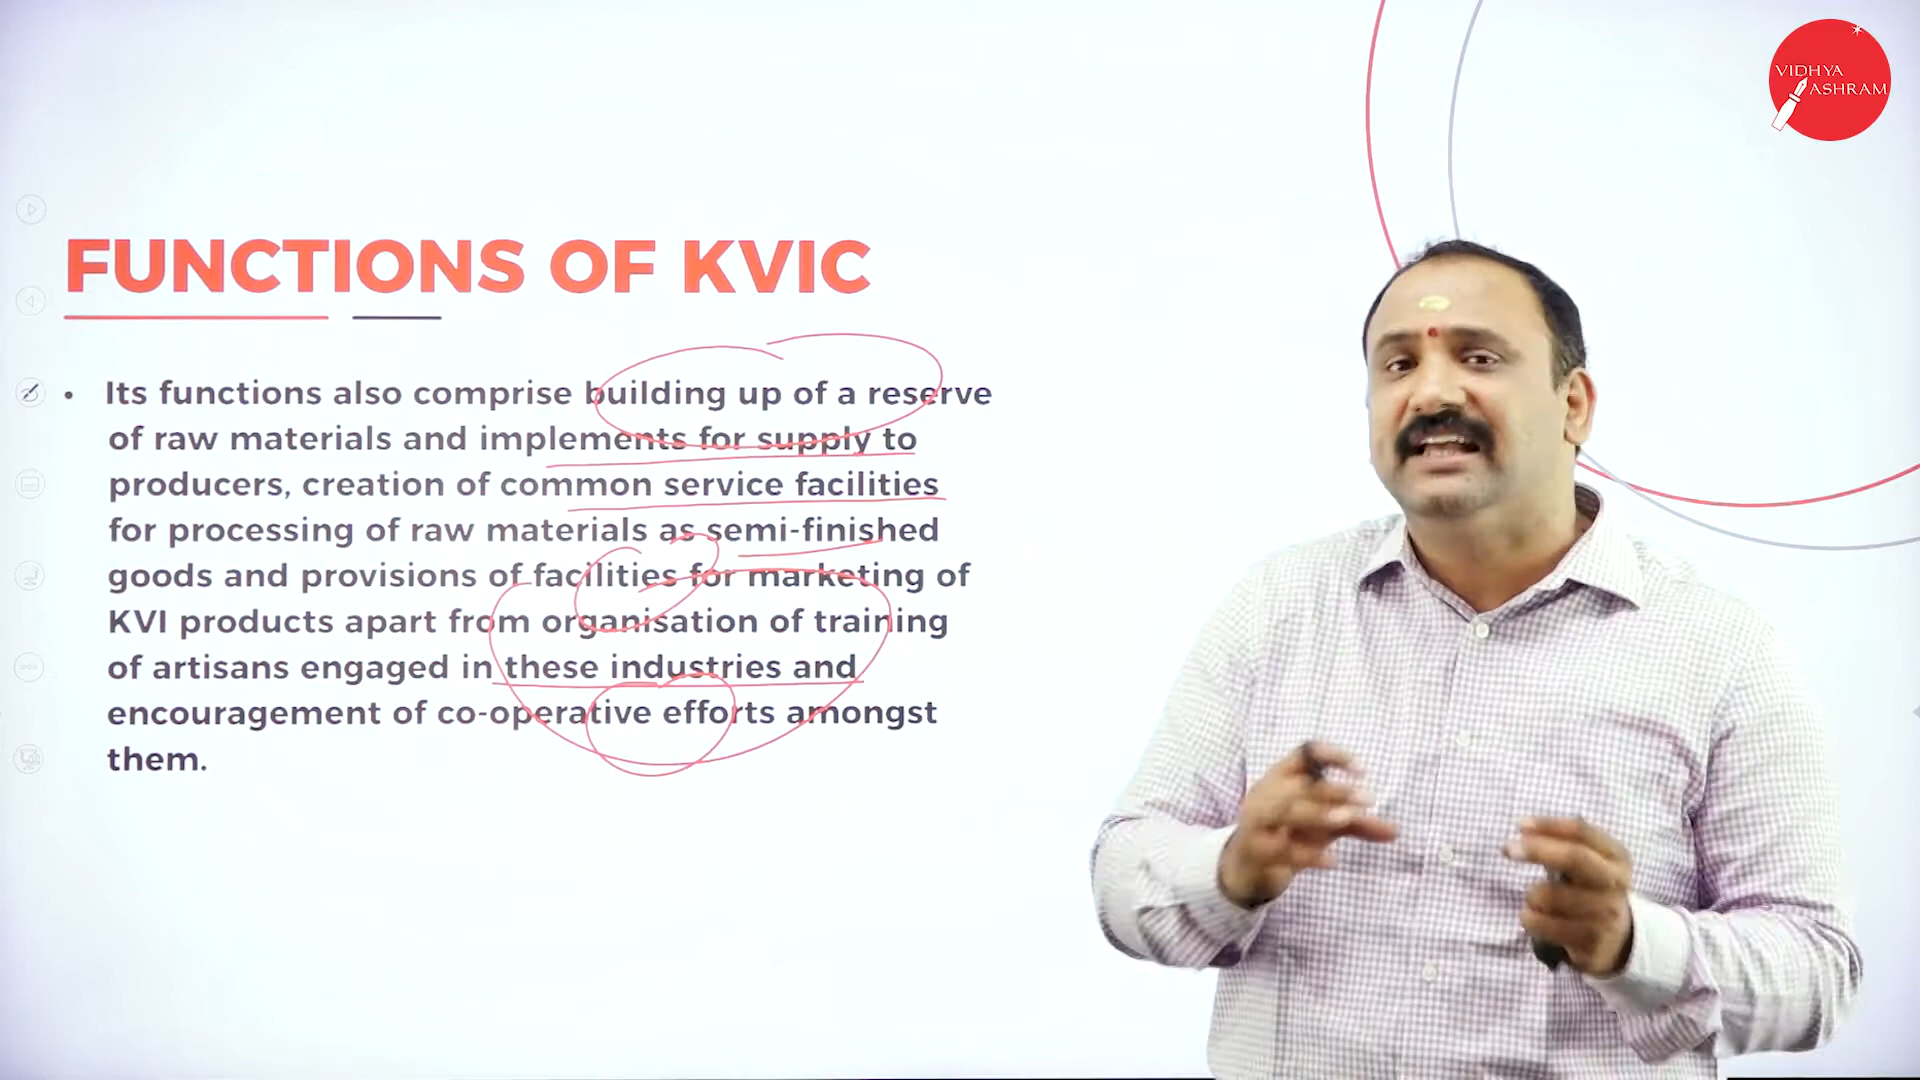 VIDHYA
ASHRAM
FUNCTIONS OF KVIC
• Its functions also comprise building up of a reserve
of raw materials and implements for supply to
producers, creation of common service facilities
for processing of raw materials as semi-finished
goods and provisions of facilities for marketing of
KVI products apart from organisation of training
of artisans engaged in these industries and
encouragement of co-operative efforts amongst
them.